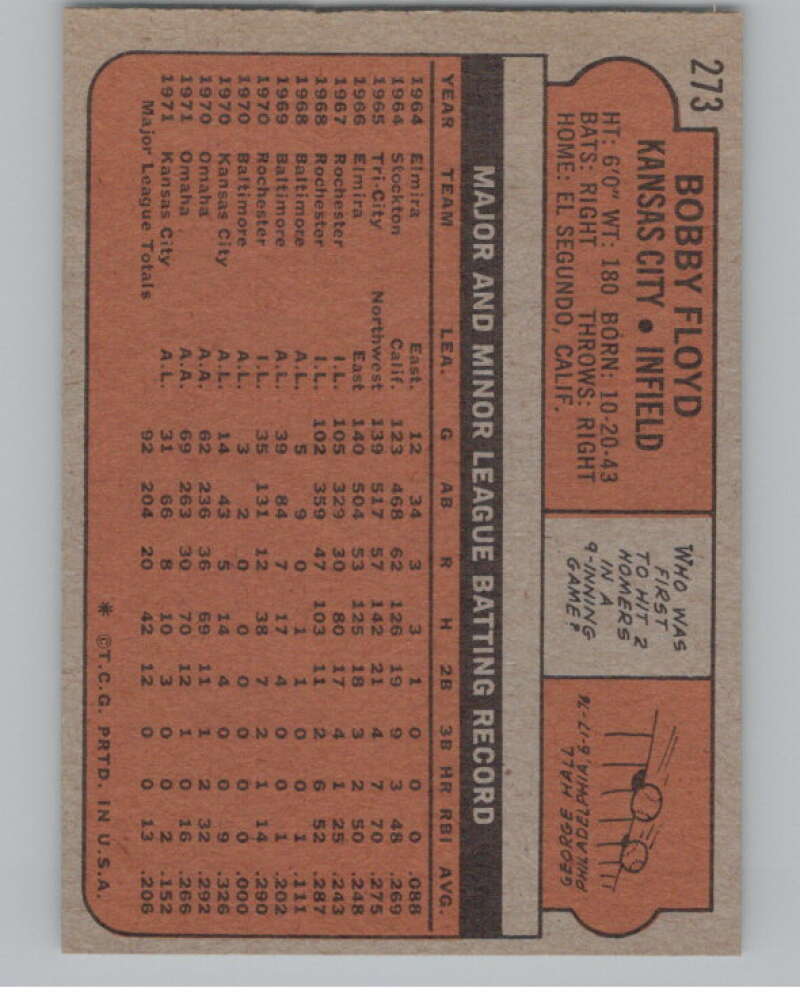 273
BOBBY FLOYD
KANSAS CITY • INFIELD
HT: 6'0" WT: 180 BORN: 10-20-43
BATS: RIGHT THROWS: RIGHT
HOME: EL SEGUNDO, CALIF.
WHO WAS
FIRST
TO HIT 2
HOMERS
IN A
9-INNING
GAME?
GEORGE HALL
PHILADELPHIA, 6-17-76
MAJOR AND MINOR LEAGUE BATTING RECORD
YEAR TEAM LEA. G AB R H 2B 3B HR RBI AVG.
1964 Elmira East. 12 34 3 3 1 0 0 0 .088
1964 Stockton Calif. 123 468 62 126 19 9 3 48 .269
1965 Tri-City Northwest 139 517 57 142 21 4 7 70 .275
1966 Elmira East 140 504 53 125 18 3 2 50 .248
1967 Rochester I.L. 105 329 30 80 17 4 1 25 .243
1968 Rochester I.L. 102 359 47 103 11 2 6 52 .287
1968 Baltimore A.L. 5 9 0 1 1 0 0 1 .111
1969 Baltimore A.L. 39 84 7 17 4 0 0 1 .202
1970 Rochester I.L. 35 131 12 38 7 2 1 14 .290
1970 Baltimore A.L. 3 2 0 0 0 0 0 0 .000
1970 Kansas City A.L. 14 43 5 14 4 0 0 9 .326
1970 Omaha A.A. 62 236 36 69 11 1 2 32 .292
1971 Omaha A.A. 69 263 30 70 12 1 0 16 .266
1971 Kansas City A.L. 31 66 8 10 3 0 0 2 .152
Major League Totals 92 204 20 42 12 0 0 13 .206
* ©T.C.G. PRTD. IN U.S.A.